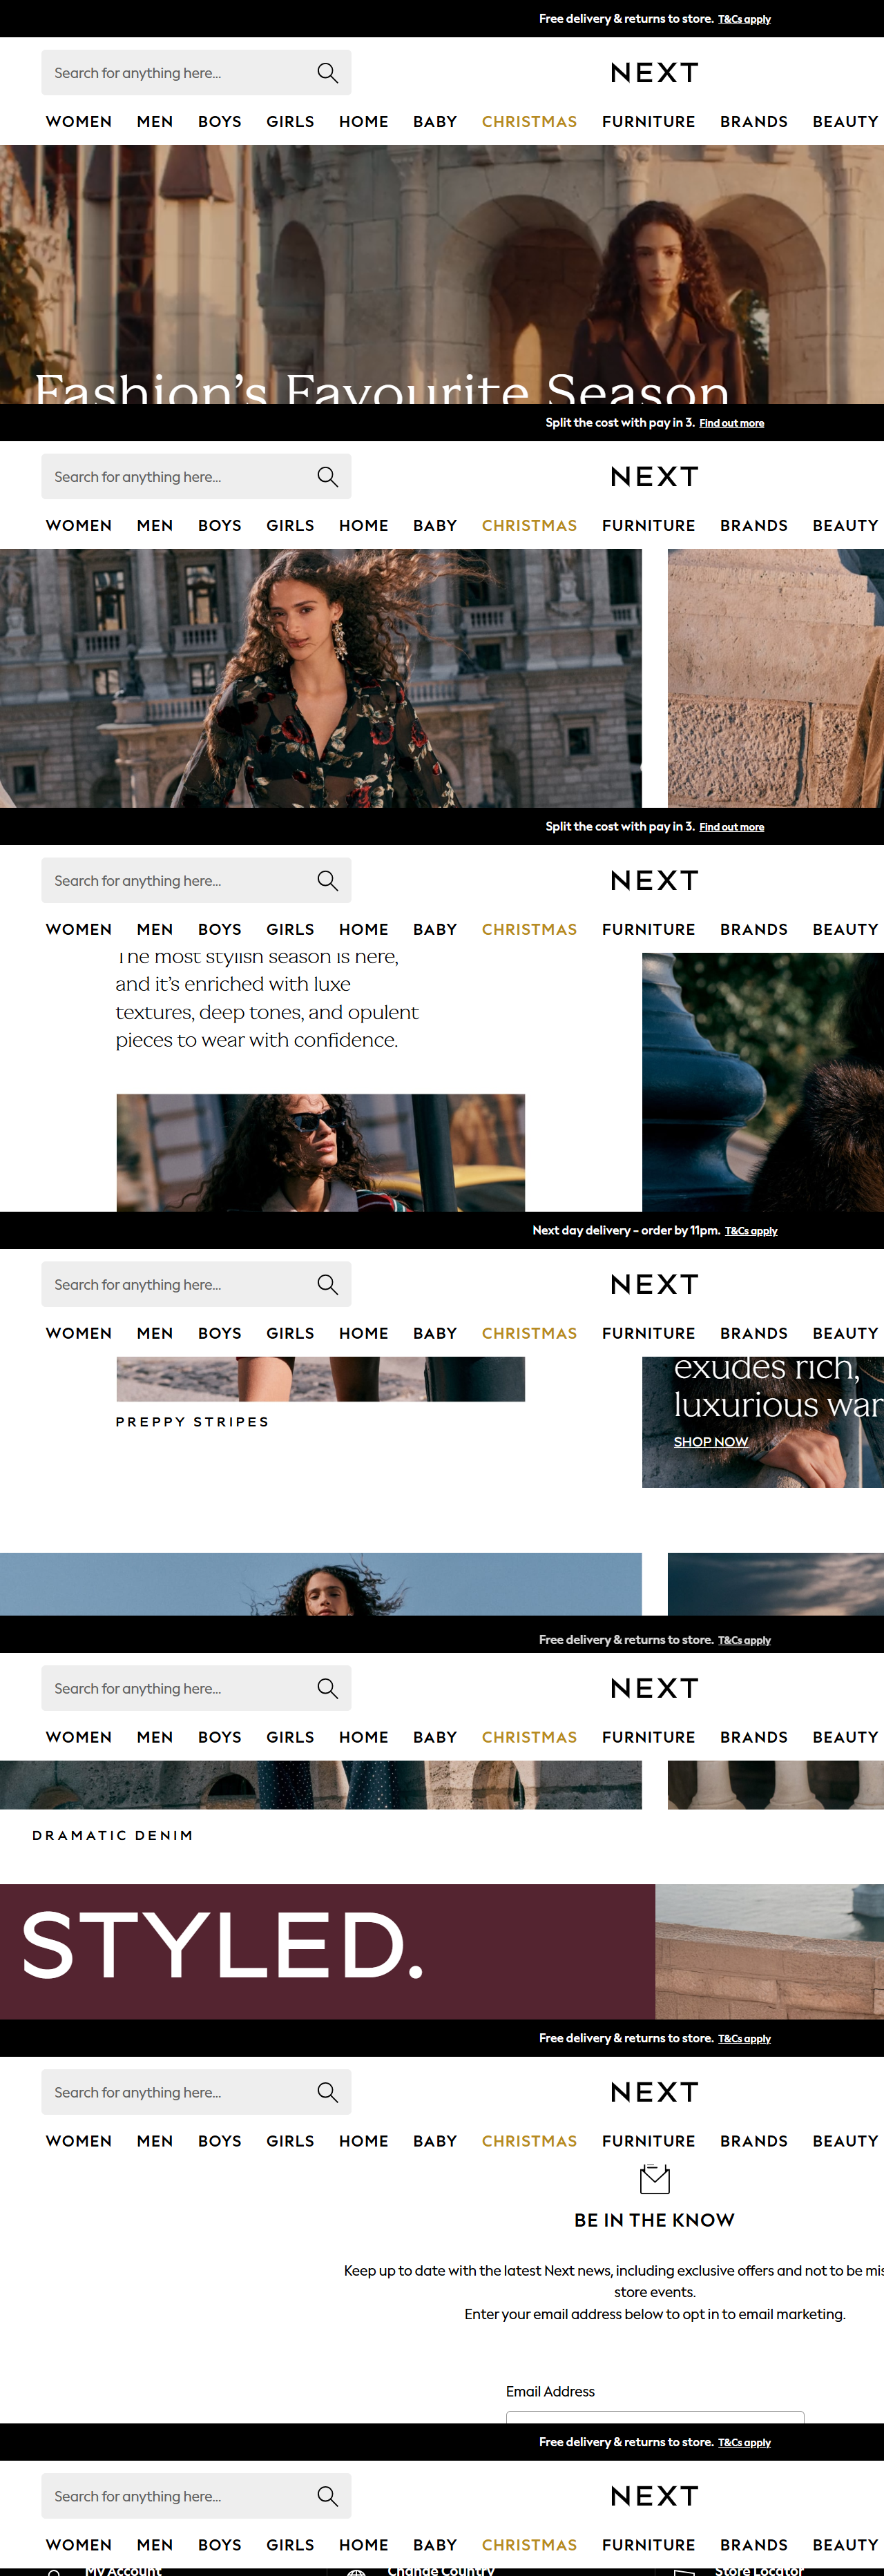 Free delivery & returns to store. T&Cs apply
Search for anything here...
NEXT
WOMEN MEN BOYS GIRLS HOME BABY CHRISTMAS FURNITURE BRANDS BEAUTY
Fashion's Favourite Season
Split the cost with pay in 3. Find out more
Search for anything here...
NEXT
WOMEN MEN BOYS GIRLS HOME BABY CHRISTMAS FURNITURE BRANDS BEAUTY
Split the cost with pay in 3. Find out more
Search for anything here...
NEXT
WOMEN MEN BOYS GIRLS HOME BABY CHRISTMAS FURNITURE BRANDS BEAUTY
The most stylish season is here,
and it's enriched with luxe
textures, deep tones, and opulent
pieces to wear with confidence.
Next day delivery - order by 11pm. T&Cs apply
Search for anything here...
NEXT
WOMEN MEN BOYS GIRLS HOME BABY CHRISTMAS FURNITURE BRANDS BEAUTY
exudes rich,
luxurious war
SHOP NOW
PREPPY STRIPES
Free delivery & returns to store. T&Cs apply
Search for anything here...
NEXT
WOMEN MEN BOYS GIRLS HOME BABY CHRISTMAS FURNITURE BRANDS BEAUTY
DRAMATIC DENIM
STYLED.
Free delivery & returns to store. T&Cs apply
Search for anything here...
NEXT
WOMEN MEN BOYS GIRLS HOME BABY CHRISTMAS FURNITURE BRANDS BEAUTY
BE IN THE KNOW
Keep up to date with the latest Next news, including exclusive offers and not to be mis
store events.
Enter your email address below to opt in to email marketing.
Email Address
Free delivery & returns to store. T&Cs apply
Search for anything here...
NEXT
WOMEN MEN BOYS GIRLS HOME BABY CHRISTMAS FURNITURE BRANDS BEAUTY
My Account Change Country Store Locator